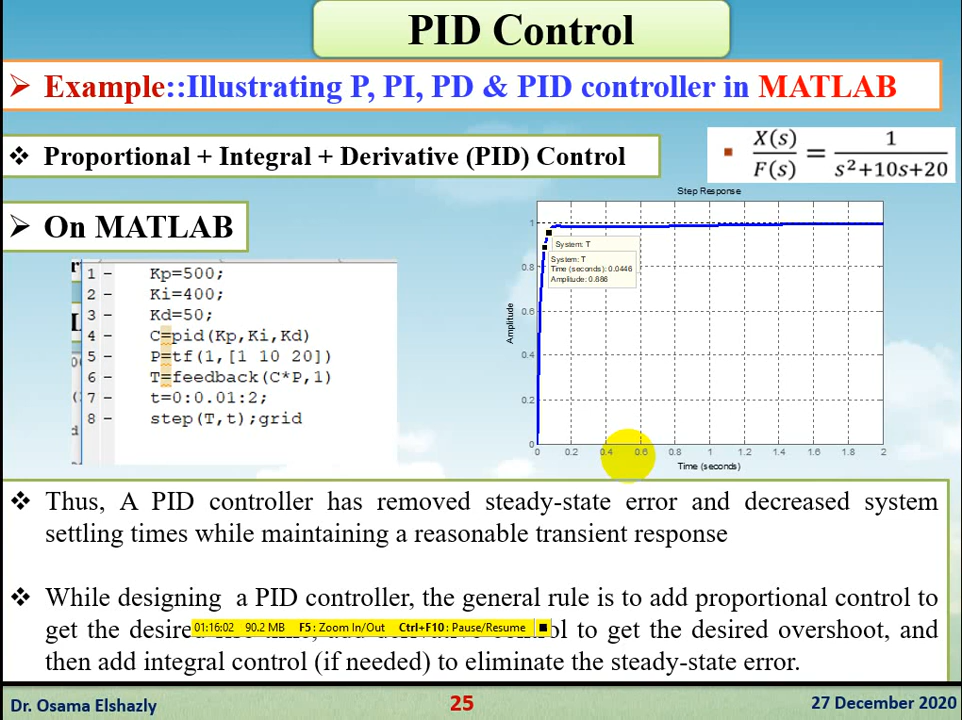 PID Control
➢ Example::Illustrating P, PI, PD & PID controller in MATLAB
❖ Proportional + Integral + Derivative (PID) Control
▪ X(s)/F(s) = 1/(s²+10s+20)
➢ On MATLAB
1 - Kp=500;
2 - Ki=400;
3 - Kd=50;
4 - C=pid(Kp,Ki,Kd)
5 - P=tf(1,[1 10 20])
6 - T=feedback(C*P,1)
7 - t=0:0.01:2;
8 - step(T,t);grid
Step Response
System: T
System: T
Time (seconds): 0.0446
Amplitude: 0.886
Amplitude
1
0.8
0.6
0.4
0.2
0
0 0.2 0.4 0.6 0.8 1 1.2 1.4 1.6 1.8 2
Time (seconds)
❖ Thus, A PID controller has removed steady-state error and decreased system
settling times while maintaining a reasonable transient response
❖ While designing a PID controller, the general rule is to add proportional control to
get the desire ol to get the desired overshoot, and
01:16:02 90.2 MB F5: Zoom In/Out Ctrl+F10: Pause/Resume
then add integral control (if needed) to eliminate the steady-state error.
Dr. Osama Elshazly 25 27 December 2020